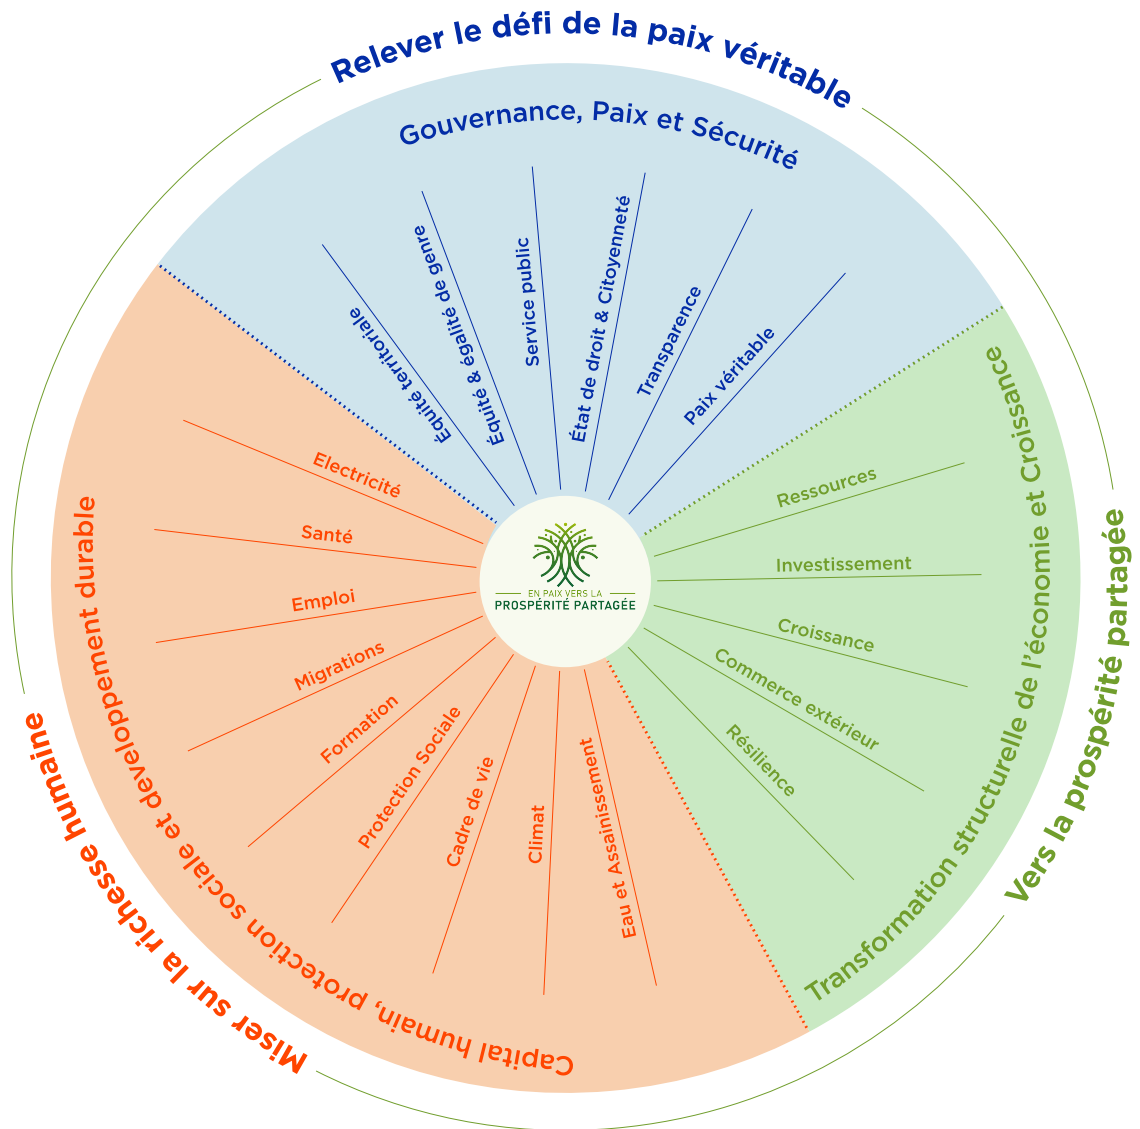 Relever le défi de la paix véritable
Gouvernance, Paix et Sécurité
Équité territoriale
Équité & égalité de genre
Service public
État de droit & Citoyenneté
Transparence
Paix véritable
Vers la prospérité partagée
Transformation structurelle de l'économie et Croissance
Ressources
Investissement
Croissance
Commerce extérieur
Résilience
Miser sur la richesse humaine
Capital humain, protection sociale et developpement durable
Electricité
Santé
Emploi
Migrations
Formation
Protection Sociale
Cadre de vie
Climat
Eau et Assainissement
EN PAIX VERS LA
PROSPÉRITÉ PARTAGÉE